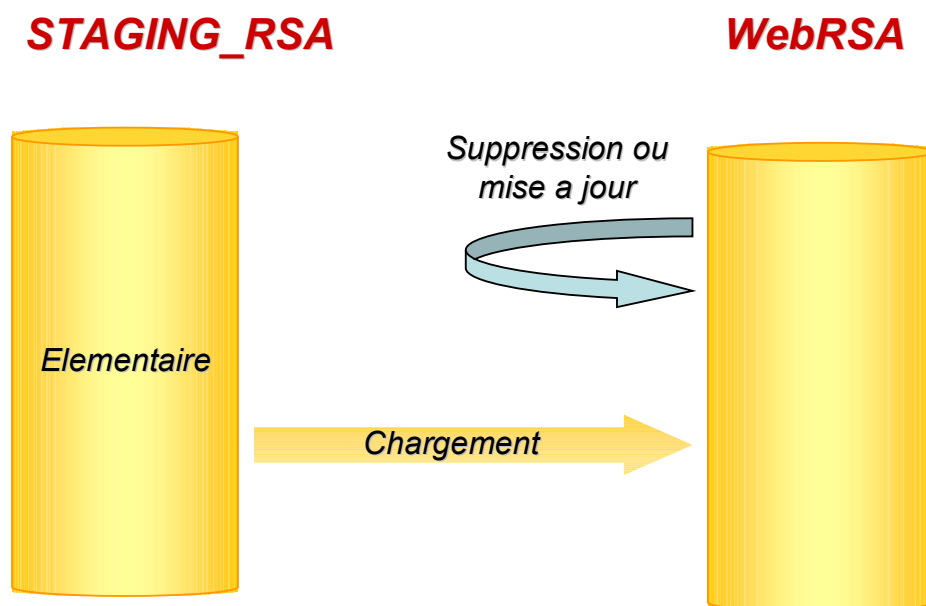 STAGING_RSA
WebRSA
Suppression ou
mise a jour
Elementaire
Chargement